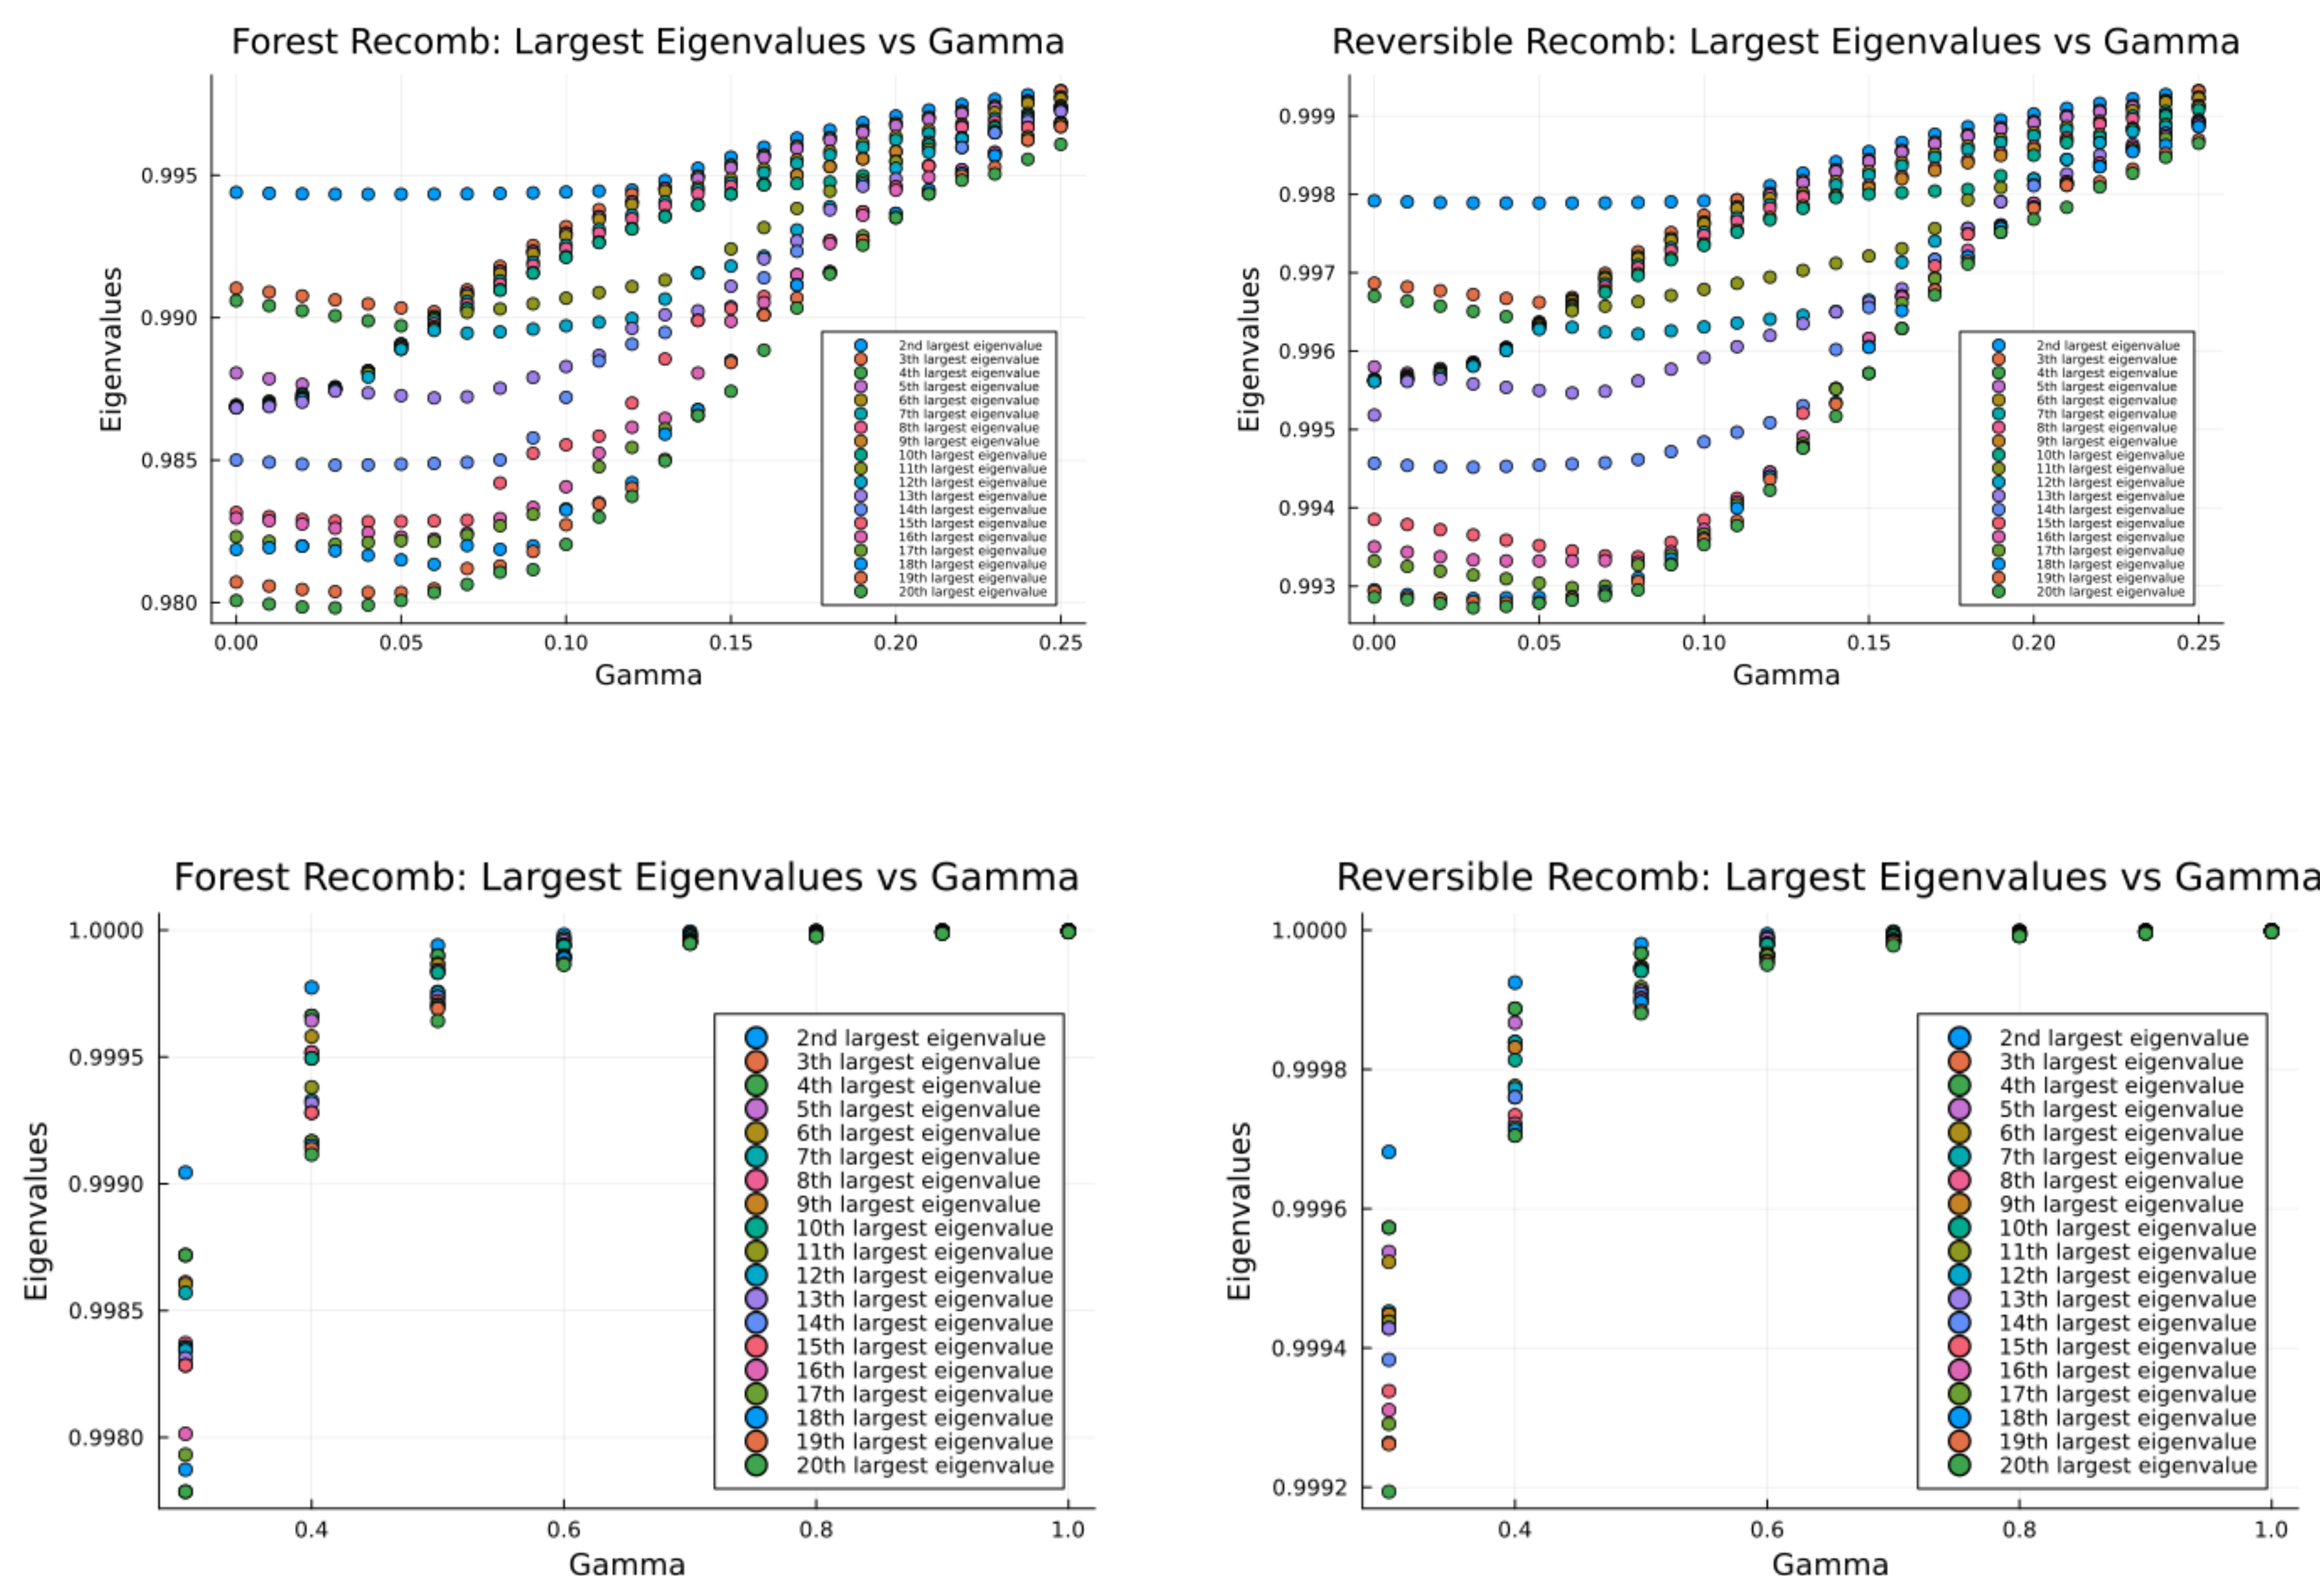 Forest Recomb: Largest Eigenvalues vs Gamma
Eigenvalues
0.995
0.990
0.985
0.980
2nd largest eigenvalue
3th largest eigenvalue
4th largest eigenvalue
5th largest eigenvalue
6th largest eigenvalue
7th largest eigenvalue
8th largest eigenvalue
9th largest eigenvalue
10th largest eigenvalue
11th largest eigenvalue
12th largest eigenvalue
13th largest eigenvalue
14th largest eigenvalue
15th largest eigenvalue
16th largest eigenvalue
17th largest eigenvalue
18th largest eigenvalue
19th largest eigenvalue
20th largest eigenvalue
0.00 0.05 0.10 0.15 0.20 0.25
Gamma
Reversible Recomb: Largest Eigenvalues vs Gamma
Eigenvalues
0.999
0.998
0.997
0.996
0.995
0.994
0.993
2nd largest eigenvalue
3th largest eigenvalue
4th largest eigenvalue
5th largest eigenvalue
6th largest eigenvalue
7th largest eigenvalue
8th largest eigenvalue
9th largest eigenvalue
10th largest eigenvalue
11th largest eigenvalue
12th largest eigenvalue
13th largest eigenvalue
14th largest eigenvalue
15th largest eigenvalue
16th largest eigenvalue
17th largest eigenvalue
18th largest eigenvalue
19th largest eigenvalue
20th largest eigenvalue
0.00 0.05 0.10 0.15 0.20 0.25
Gamma
Forest Recomb: Largest Eigenvalues vs Gamma
Eigenvalues
1.0000
0.9995
0.9990
0.9985
0.9980
2nd largest eigenvalue
3th largest eigenvalue
4th largest eigenvalue
5th largest eigenvalue
6th largest eigenvalue
7th largest eigenvalue
8th largest eigenvalue
9th largest eigenvalue
10th largest eigenvalue
11th largest eigenvalue
12th largest eigenvalue
13th largest eigenvalue
14th largest eigenvalue
15th largest eigenvalue
16th largest eigenvalue
17th largest eigenvalue
18th largest eigenvalue
19th largest eigenvalue
20th largest eigenvalue
0.4 0.6 0.8 1.0
Gamma
Reversible Recomb: Largest Eigenvalues vs Gamma
Eigenvalues
1.0000
0.9998
0.9996
0.9994
0.9992
2nd largest eigenvalue
3th largest eigenvalue
4th largest eigenvalue
5th largest eigenvalue
6th largest eigenvalue
7th largest eigenvalue
8th largest eigenvalue
9th largest eigenvalue
10th largest eigenvalue
11th largest eigenvalue
12th largest eigenvalue
13th largest eigenvalue
14th largest eigenvalue
15th largest eigenvalue
16th largest eigenvalue
17th largest eigenvalue
18th largest eigenvalue
19th largest eigenvalue
20th largest eigenvalue
0.4 0.6 0.8 1.0
Gamma